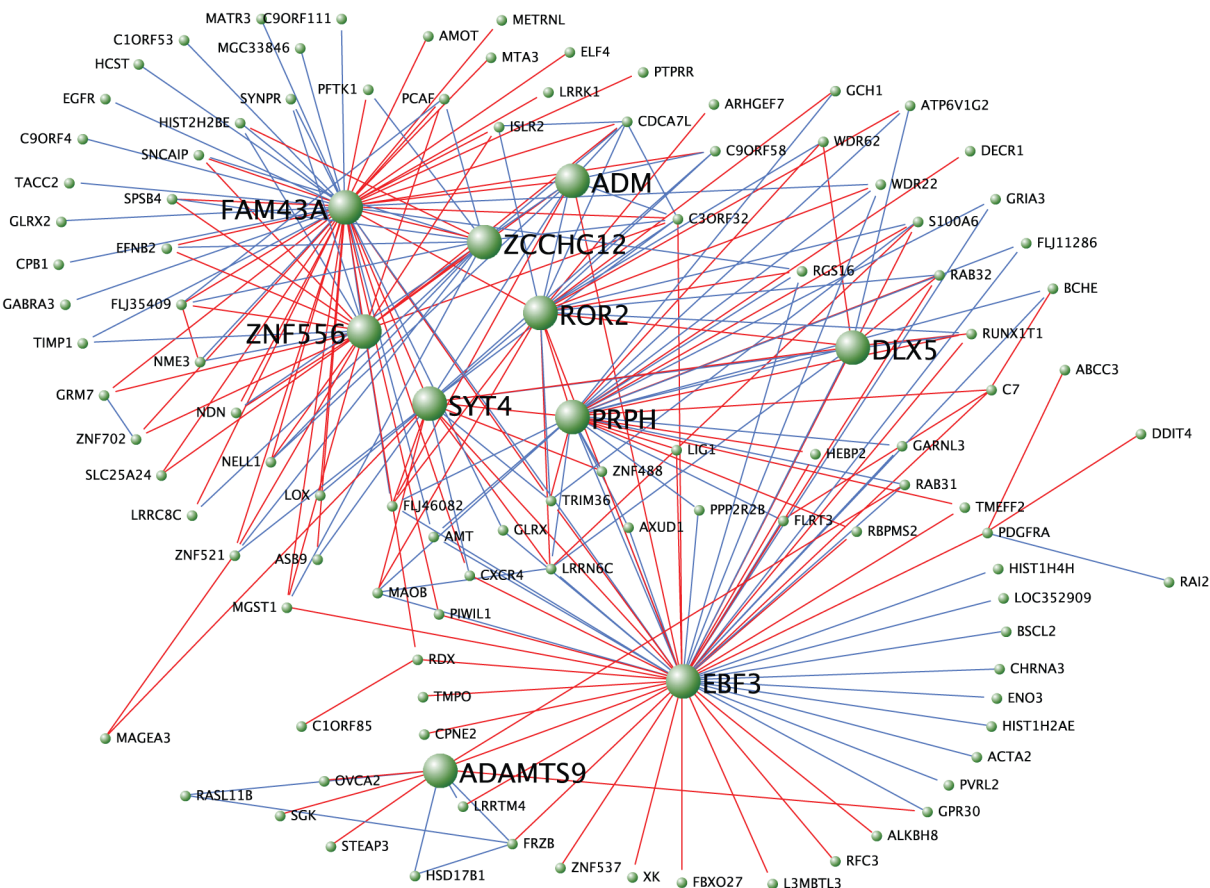 MATR3
C9ORF111
METRNL
AMOT
C1ORF53
MGC33846
MTA3
ELF4
HCST
PTPRR
EGFR
SYNPR
PFTK1
PCAF
LRRK1
ARHGEF7
GCH1
ATP6V1G2
HIST2H2BE
ISLR2
CDCA7L
C9ORF4
SNCAIP
C9ORF58
WDR62
DECR1
TACC2
ADM
WDR22
SPSB4
FAM43A
C3ORF32
GRIA3
GLRX2
S100A6
EFNB2
ZCCHC12
FLJ11286
CPB1
RGS16
RAB32
GABRA3
FLJ35409
ROR2
BCHE
ZNF556
RUNX1T1
TIMP1
DLX5
NME3
ABCC3
GRM7
NDN
SYT4
PRPH
C7
ZNF702
DDIT4
SLC25A24
NELL1
LIG1
HEBP2
GARNL3
ZNF488
RAB31
LRRC8C
LOX
FLJ46082
TRIM36
PPP2R2B
TMEFF2
GLRX
AXUD1
FLRT3
RBPMS2
PDGFRA
ZNF521
ASB9
AMT
CXCR4
LRRN6C
HIST1H4H
RAI2
MGST1
MAOB
LOC352909
PIWIL1
BSCL2
RDX
CHRNA3
EBF3
TMPO
ENO3
C1ORF85
CPNE2
HIST1H2AE
MAGEA3
ACTA2
ADAMTS9
OVCA2
PVRL2
RASL11B
LRRTM4
SGK
GPR30
STEAP3
FRZB
ALKBH8
HSD17B1
ZNF537
XK
FBXO27
RFC3
L3MBTL3